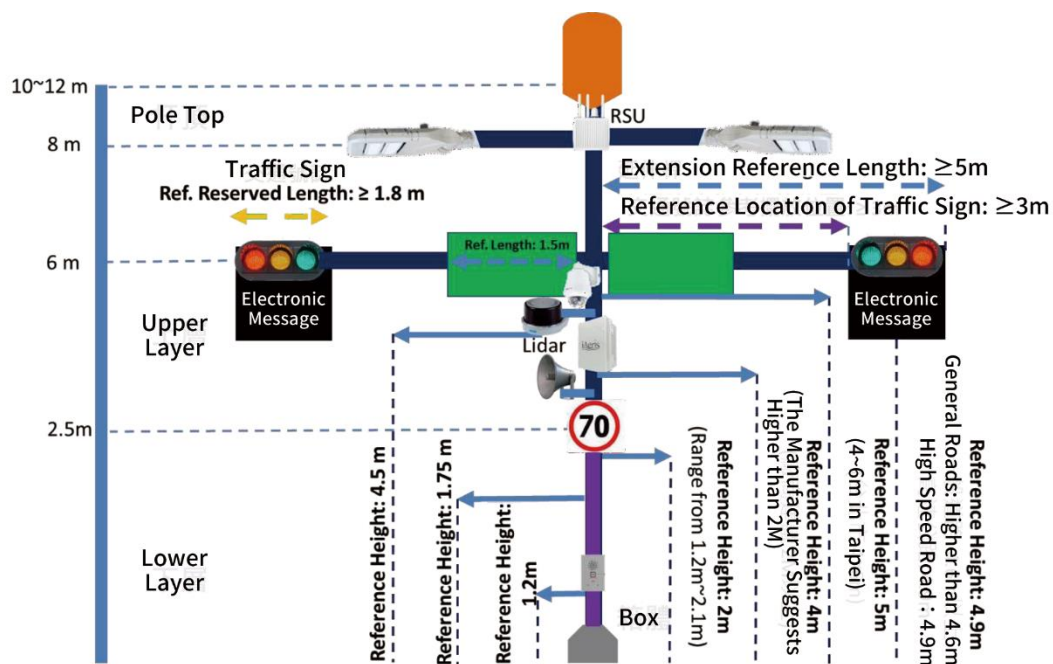 10~12 m
Pole Top
RSU
8 m
Traffic Sign
Ref. Reserved Length: ≥ 1.8 m
Extension Reference Length: ≥5m
Reference Location of Traffic Sign: ≥3m
Ref. Length: 1.5m
6 m
Electronic
Message
Electronic
Message
Upper
Layer
Lidar
2.5m
70
Lower
Layer
Box
Reference Height: 4.5 m
Reference Height: 1.75 m
Reference Height:
1.2m
Reference Height: 2m
(Range from 1.2m~2.1m)
Reference Height: 4m
(The Manufacturer Suggests
Higher than 2M)
Reference Height: 5m
(4~6m in Taipei)
Reference Height: 4.9m
General Roads: Higher than 4.6m
High Speed Road：4.9m